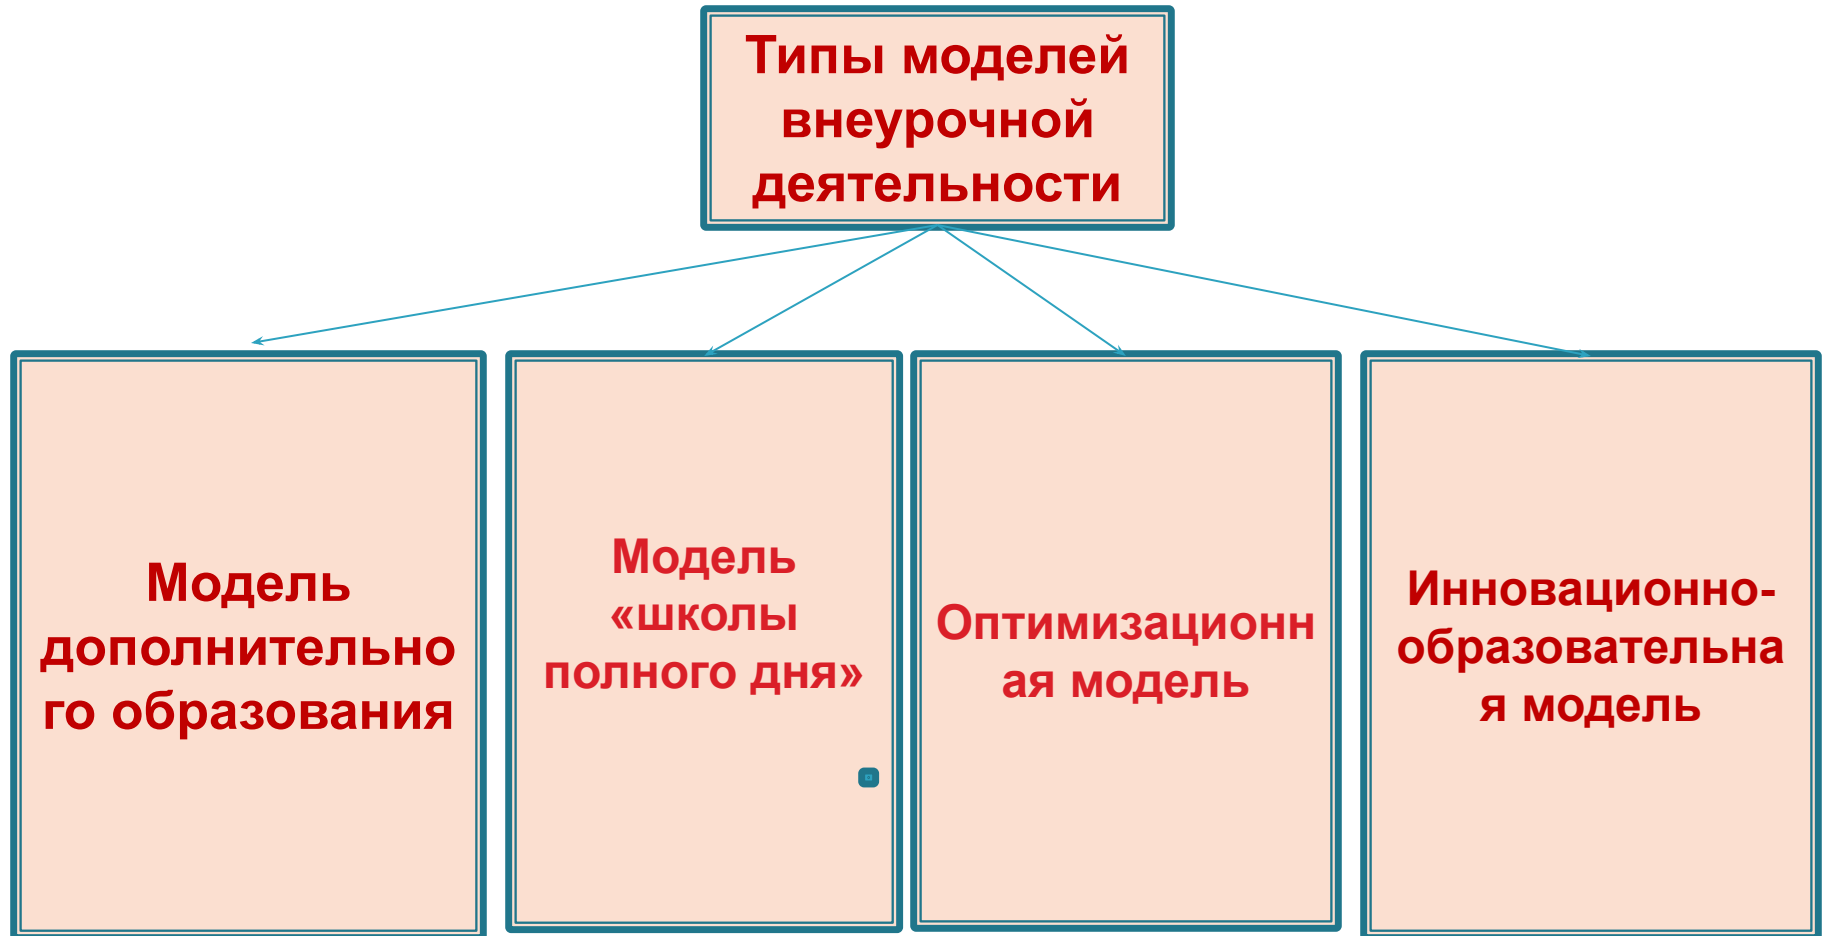 Типы моделей
внеурочной
деятельности
Модель
дополнительно
го образования
Модель
«школы
полного дня»
Оптимизационн
ая модель
Инновационно-
образовательна
я модель